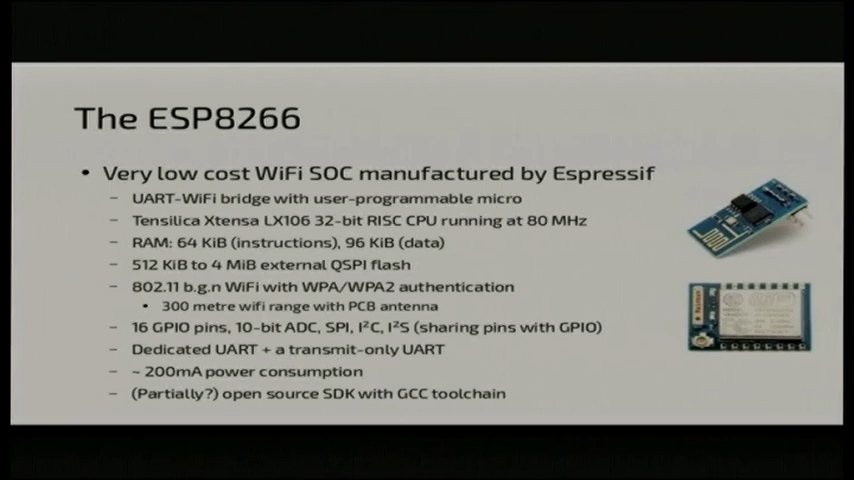 The ESP8266
• Very low cost WiFi SOC manufactured by Espressif
– UART-WiFi bridge with user-programmable micro
– Tensilica Xtensa LX106 32-bit RISC CPU running at 80 MHz
– RAM: 64 KiB (instructions), 96 KiB (data)
– 512 KiB to 4 MiB external QSPI flash
– 802.11 b.g.n WiFi with WPA/WPA2 authentication
• 300 metre wifi range with PCB antenna
– 16 GPIO pins, 10-bit ADC, SPI, I²C, I²S (sharing pins with GPIO)
– Dedicated UART + a transmit-only UART
– ~ 200mA power consumption
– (Partially?) open source SDK with GCC toolchain